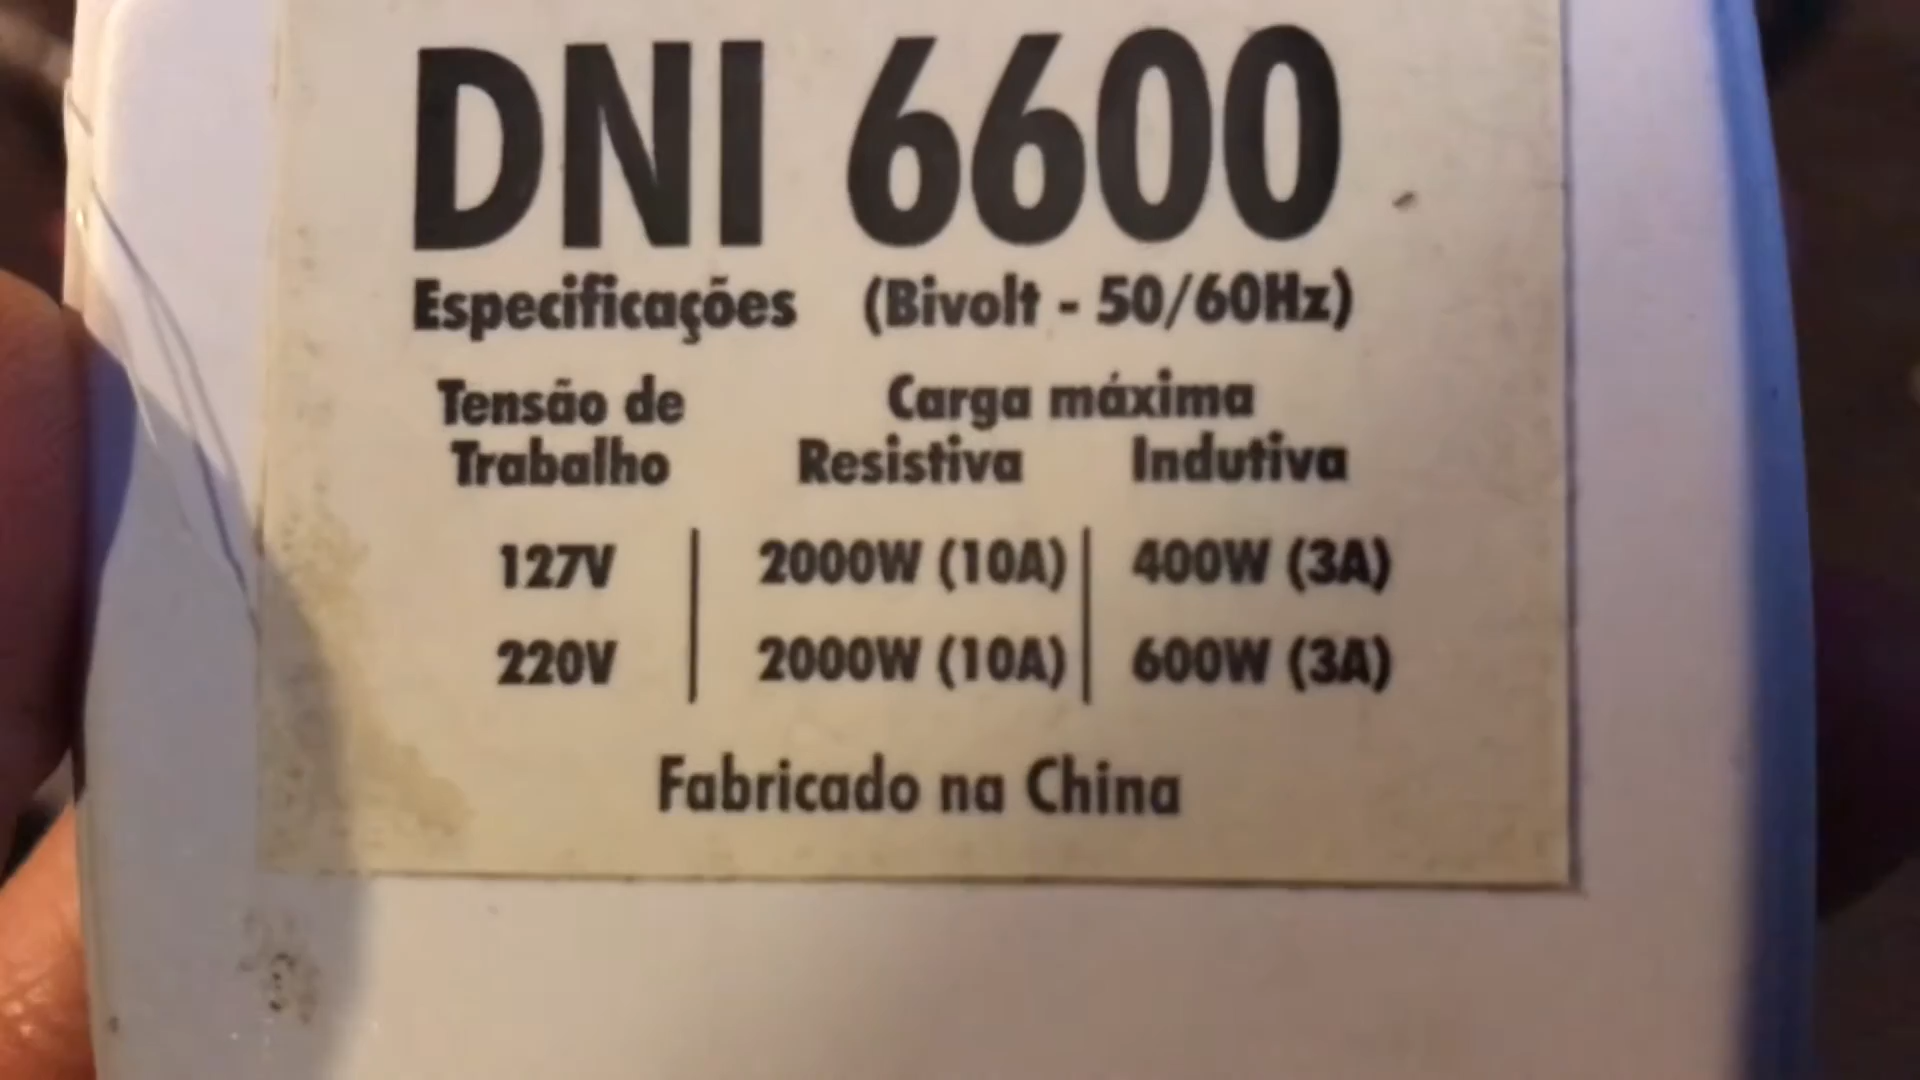 DNI 6600
Especificações (Bivolt - 50/60Hz)
Tensão de Trabalho Carga máxima
Resistiva Indutiva
127V 2000W (10A) 400W (3A)
220V 2000W (10A) 600W (3A)
Fabricado na China